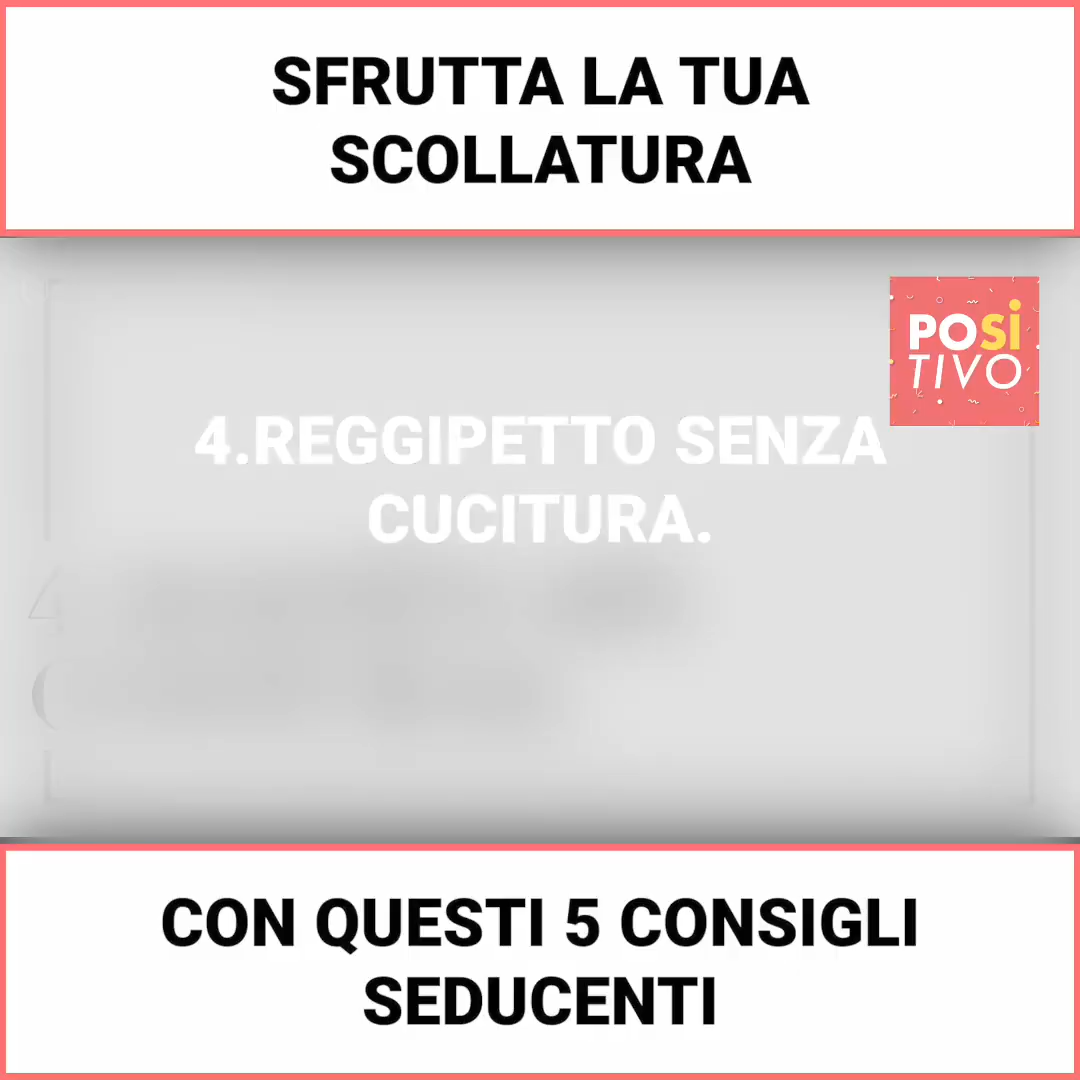 SFRUTTA LA TUA
SCOLLATURA
POSi
TIVO
4.REGGIPETTO SENZA
CUCITURA.
CON QUESTI 5 CONSIGLI
SEDUCENTI